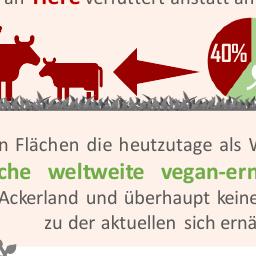 an Tiere verfüttert anstatt an
40%
n Flächen die heutzutage als W
che weltweite vegan-ern
Ackerland und überhaupt keine
zu der aktuellen sich ernä